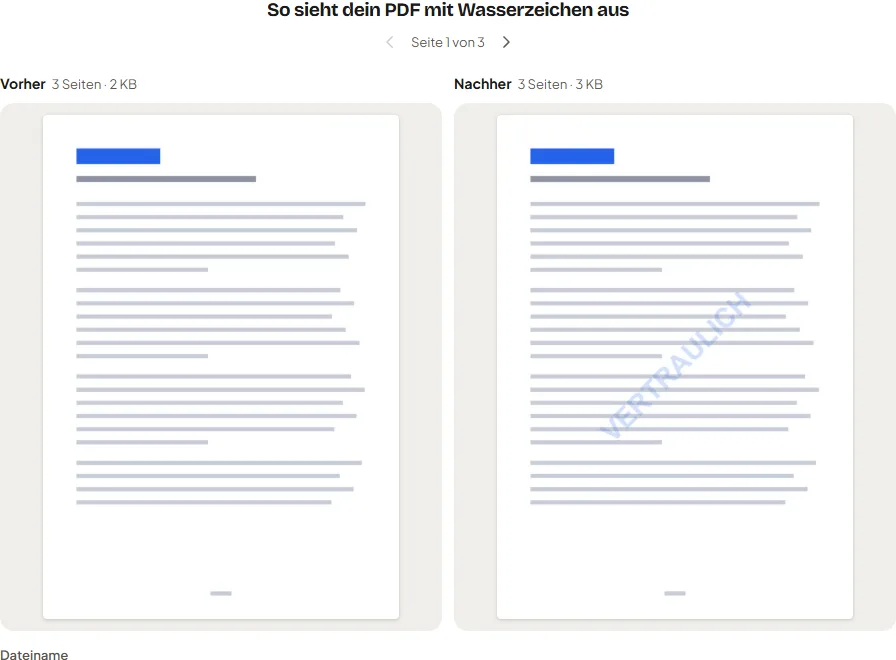 So sieht dein PDF mit Wasserzeichen aus
Seite 1 von 3
Vorher 3 Seiten · 2 KB
Nachher 3 Seiten · 3 KB
VERTRAULICH
Dateiname